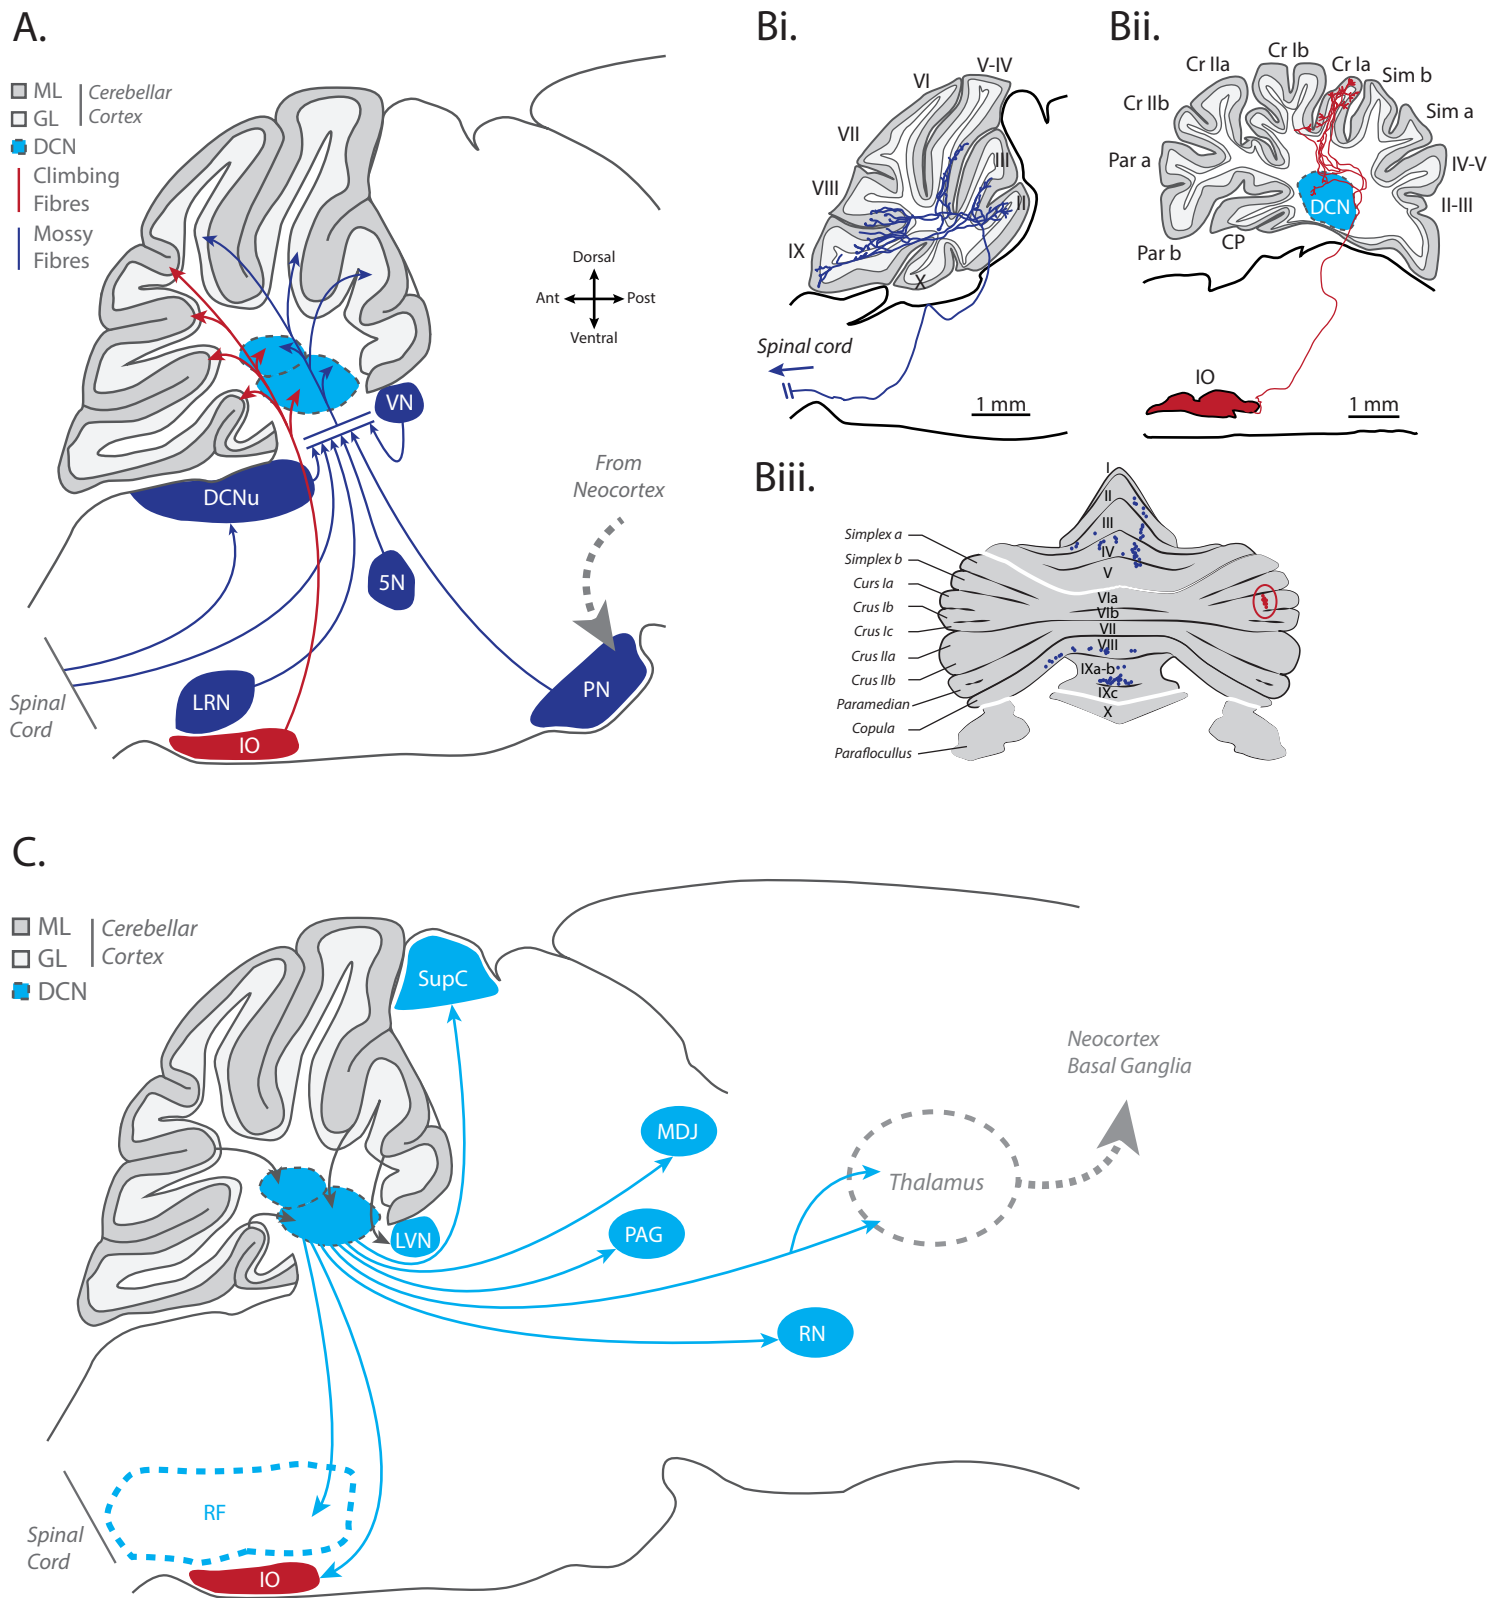 A.
ML
GL
Cerebellar
Cortex
DCN
Climbing
Fibres
Mossy
Fibres
Dorsal
Ant
Post
Ventral
VN
DCNu
5N
LRN
IO
PN
From
Neocortex
Spinal
Cord
Bi.
V-IV
VI
VII
VIII
III
II
IX
X
Spinal cord
1 mm
Bii.
Cr Ib
Cr Ia
Cr IIa
Sim b
Cr IIb
Sim a
Par a
IV-V
DCN
II-III
CP
Par b
IO
1 mm
Biii.
I
II
III
IV
V
VIa
VIb
VII
VIII
IXa-b
IXc
X
Simplex a
Simplex b
Curs Ia
Crus Ib
Crus Ic
Crus IIa
Crus IIb
Paramedian
Copula
Paraflocullus
C.
ML
GL
Cerebellar
Cortex
DCN
SupC
MDJ
PAG
LVN
Thalamus
Neocortex
Basal Ganglia
RN
RF
Spinal
Cord
IO